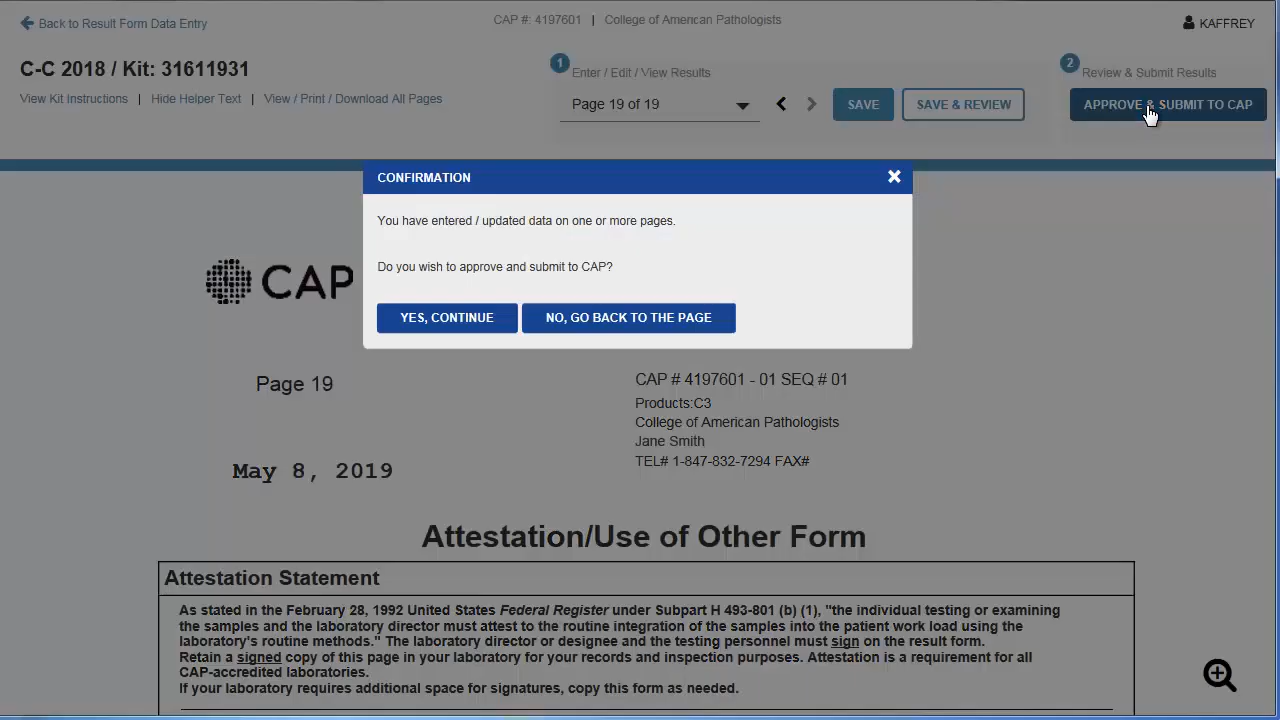 Back to Result Form Data Entry
CAP #: 4197601 | College of American Pathologists
KAFFREY
C-C 2018 / Kit: 31611931
View Kit Instructions | Hide Helper Text | View / Print / Download All Pages
1 Enter / Edit / View Results
Page 19 of 19
SAVE
SAVE & REVIEW
2 Review & Submit Results
APPROVE & SUBMIT TO CAP
CONFIRMATION
You have entered / updated data on one or more pages.
Do you wish to approve and submit to CAP?
YES, CONTINUE
NO, GO BACK TO THE PAGE
CAP
Page 19
May 8, 2019
CAP # 4197601 - 01 SEQ # 01
Products:C3
College of American Pathologists
Jane Smith
TEL# 1-847-832-7294 FAX#
Attestation/Use of Other Form
Attestation Statement
As stated in the February 28, 1992 United States Federal Register under Subpart H 493-801 (b) (1), "the individual testing or examining
the samples and the laboratory director must attest to the routine integration of the samples into the patient work load using the
laboratory's routine methods." The laboratory director or designee and the testing personnel must sign on the result form.
Retain a signed copy of this page in your laboratory for your records and inspection purposes. Attestation is a requirement for all
CAP-accredited laboratories.
If your laboratory requires additional space for signatures, copy this form as needed.